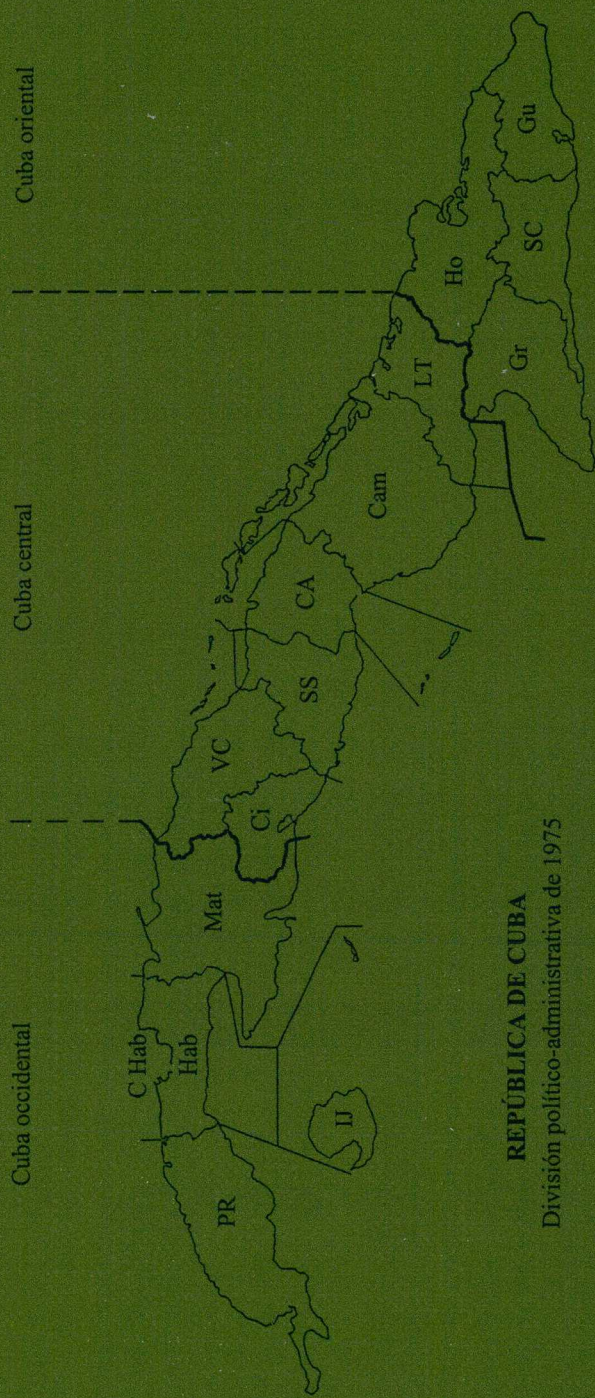 Cuba occidental
Cuba central
Cuba oriental
PR
C Hab
Hab
IJ
Mat
Ci
VC
SS
CA
Cam
LT
Ho
Gr
SC
Gu
REPÚBLICA DE CUBA
División político-administrativa de 1975